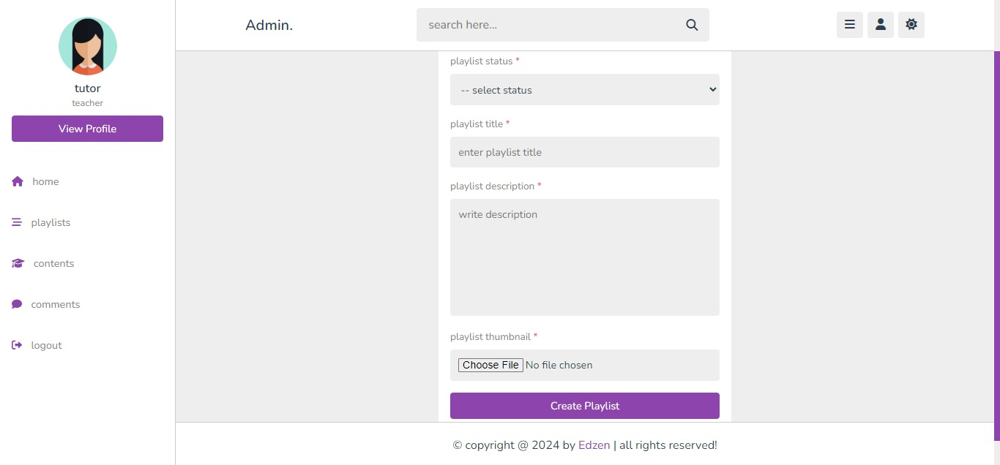 tutor
teacher
View Profile
home
playlists
contents
comments
logout
Admin.
search here...
playlist status *
-- select status
playlist title *
enter playlist title
playlist description *
write description
playlist thumbnail *
Choose File No file chosen
Create Playlist
© copyright @ 2024 by Edzen | all rights reserved!